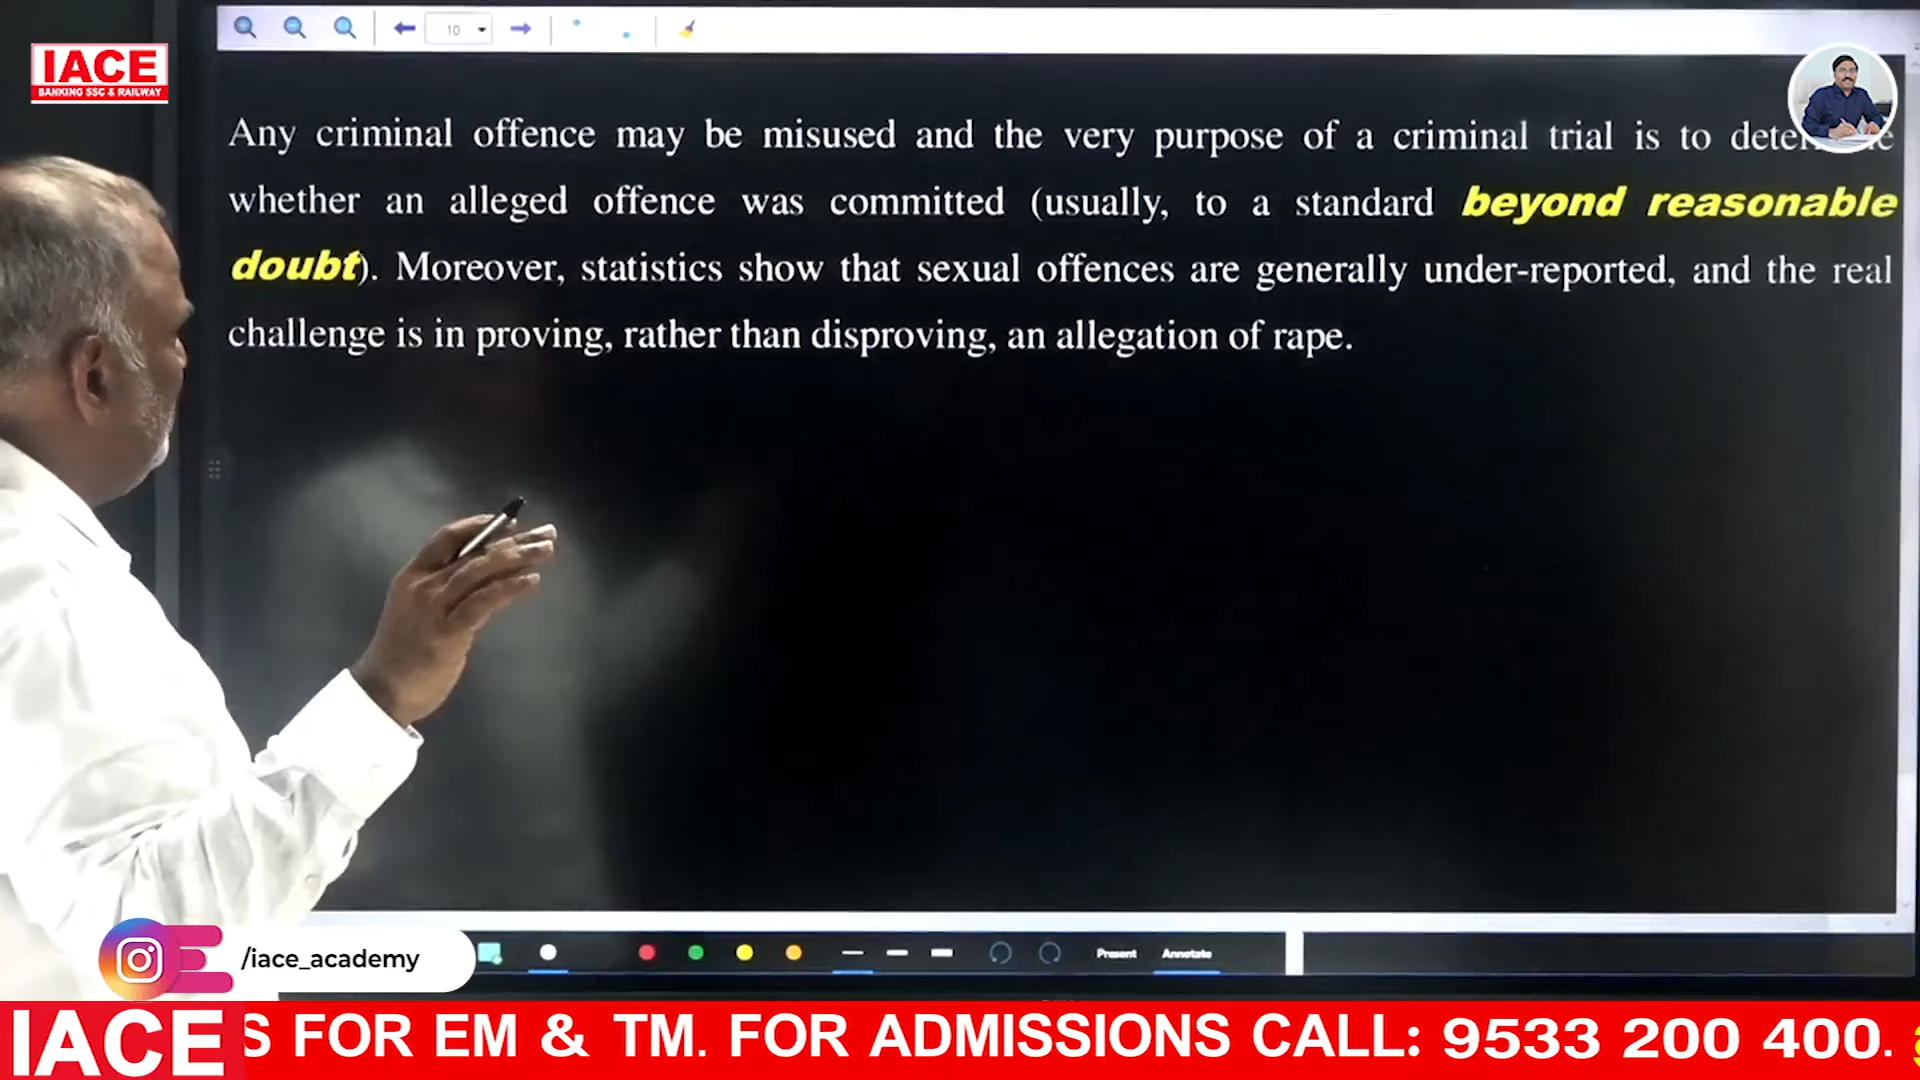 10
IACE
BANKING SSC & RAILWAY
Any criminal offence may be misused and the very purpose of a criminal trial is to
whether an alleged offence was committed (usually, to a standard beyond reasonable
doubt). Moreover, statistics show that sexual offences are generally under-reported, and the real
challenge is in proving, rather than disproving, an allegation of rape.
/iace_academy
Present Annotate
IACE S FOR EM & TM. FOR ADMISSIONS CALL: 9533 200 400.